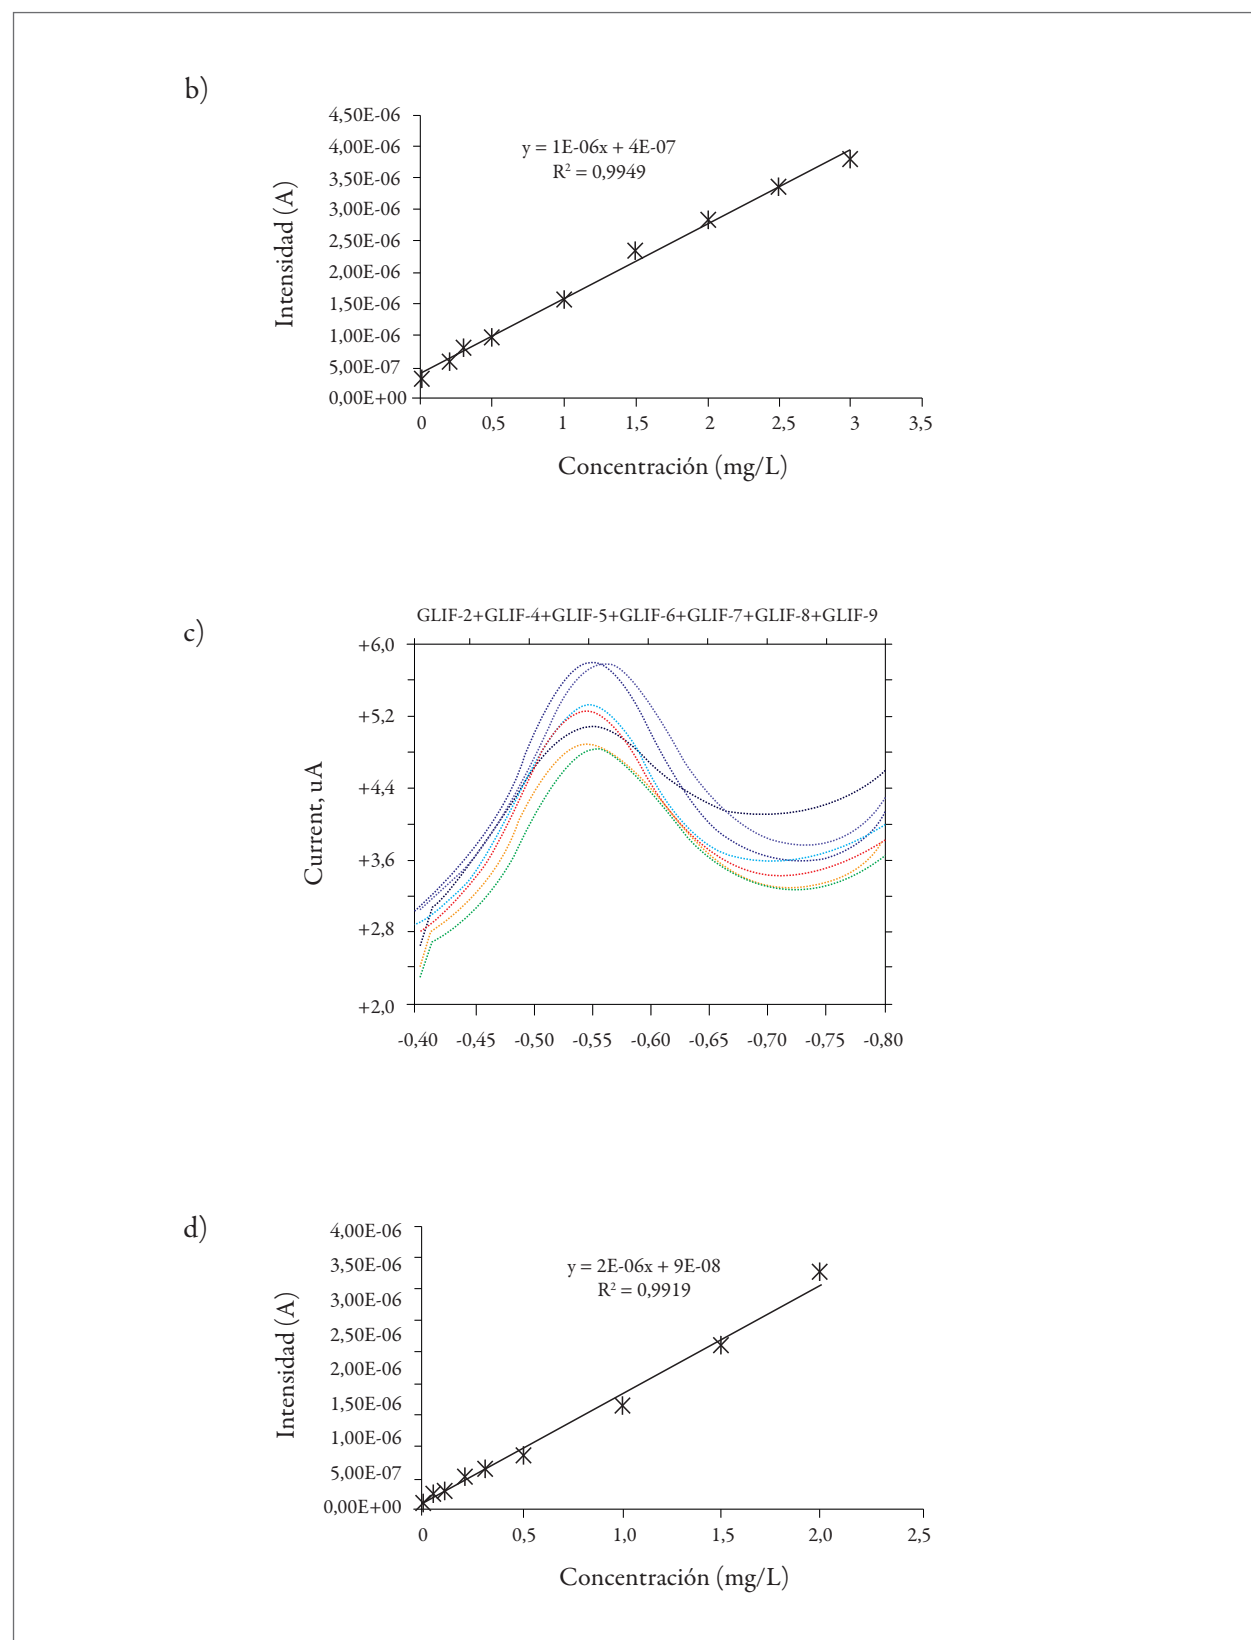 b)
4,50E-06
4,00E-06
3,50E-06
3,00E-06
2,50E-06
2,00E-06
1,50E-06
1,00E-06
5,00E-07
0,00E+00
Intensidad (A)
y = 1E-06x + 4E-07
R² = 0,9949
0 0,5 1 1,5 2 2,5 3 3,5
Concentración (mg/L)
c)
GLIF-2+GLIF-4+GLIF-5+GLIF-6+GLIF-7+GLIF-8+GLIF-9
+6,0
+5,2
+4,4
+3,6
+2,8
+2,0
Current, uA
-0,40 -0,45 -0,50 -0,55 -0,60 -0,65 -0,70 -0,75 -0,80
d)
4,00E-06
3,50E-06
3,00E-06
2,50E-06
2,00E-06
1,50E-06
1,00E-06
5,00E-07
0,00E+00
Intensidad (A)
y = 2E-06x + 9E-08
R² = 0,9919
0 0,5 1,0 1,5 2,0 2,5
Concentración (mg/L)